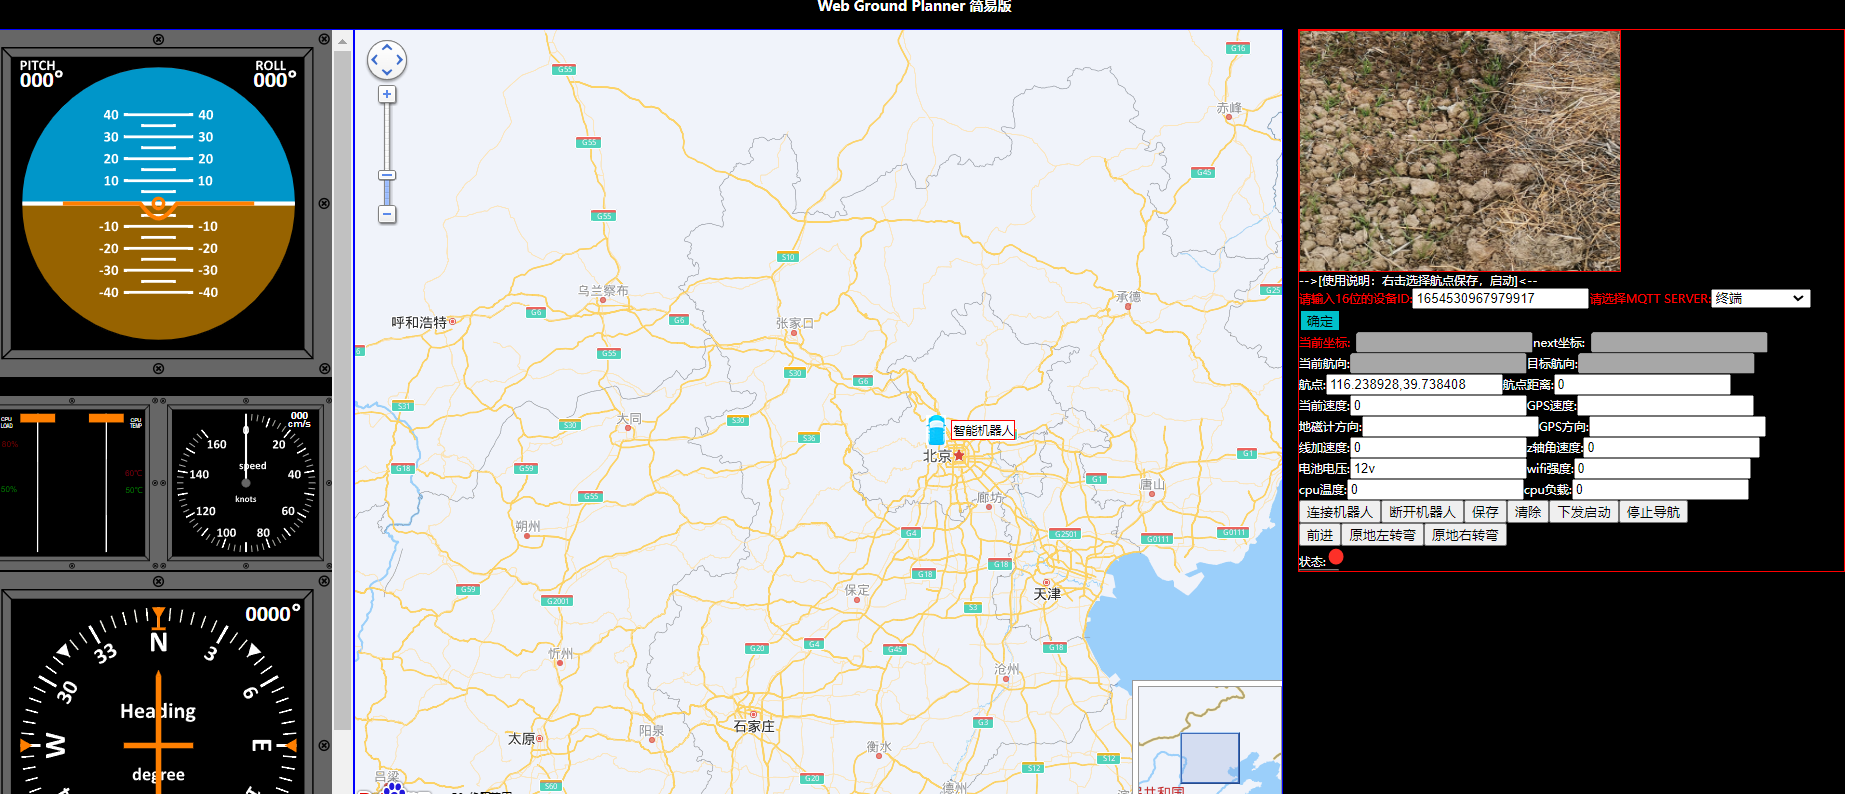 Web Ground Planner 简易版
PITCH
000°
ROLL
000°
40 40
30 30
20 20
10 10
-10 -10
-20 -20
-30 -30
-40 -40
CPU LOAD
CPU TEMP
80%
50%
60℃
50℃
000
cm/s
0
20
40
60
80
100
120
140
160
speed
knots
0000°
N
3
6
E
33
30
W
Heading
degree
G16
G55
赤峰
G55
G45
G55
S10
G25
乌兰察布
承德
G6
呼和浩特
G6
张家口
G6
G55
S30
G6
S31
大同
S30
S30
智能机器人
S36
北京
G18
G59
G1
G1
唐山
G55
廊坊
朔州
G4
G2S01
G0111
G0111
G18
G18
G59
保定
天津
G2001
S3
G20
G4
G45
G18
忻州
沧州
石家庄
G3
太原
阳泉
衡水
S12
S12
吕梁
G20
S60
德州
共和国
-->[使用说明：右击选择航点保存，启动]<--
请输入16位的设备ID: 1654530967979917 请选择MQTT SERVER: 终端
确定
当前坐标: next坐标:
当前航向: 目标航向:
航点: 116.238928,39.738408 航点距离: 0
当前速度: 0 GPS速度:
地磁计方向: GPS方向:
线加速度: 0 z轴角速度: 0
电池电压: 12v wifi强度: 0
cpu温度: 0 cpu负载: 0
连接机器人 断开机器人 保存 清除 下发启动 停止导航
前进 原地左转弯 原地右转弯
状态: